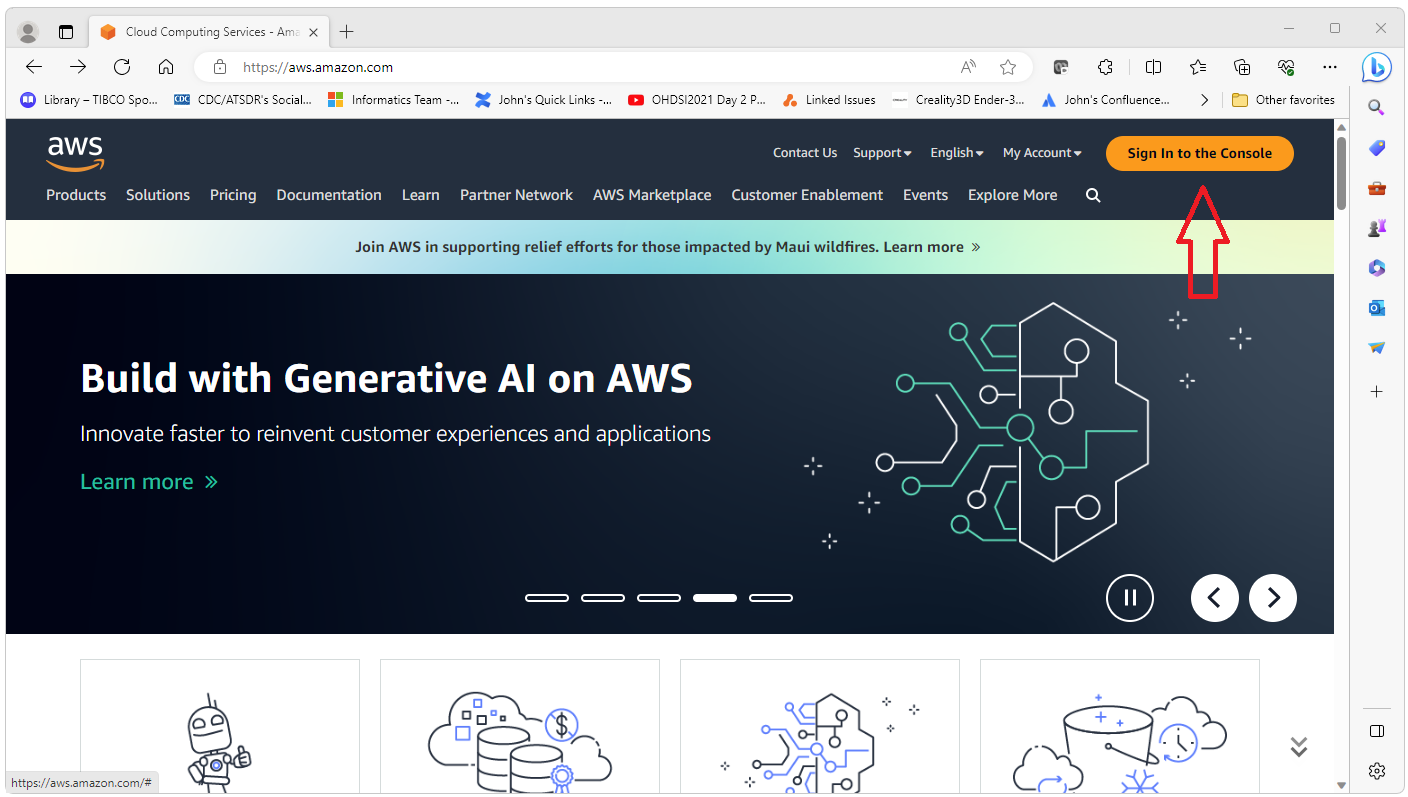 Cloud Computing Services - Ama
https://aws.amazon.com
Library – TIBCO Spo...
CDC CDC/ATSDR's Social...
Informatics Team -...
John's Quick Links -...
OHDSI2021 Day 2 P...
Linked Issues
Creality3D Ender-3...
John's Confluence...
Other favorites
aws
Contact Us Support English My Account Sign In to the Console
Products Solutions Pricing Documentation Learn Partner Network AWS Marketplace Customer Enablement Events Explore More
Join AWS in supporting relief efforts for those impacted by Maui wildfires. Learn more »
Build with Generative AI on AWS
Innovate faster to reinvent customer experiences and applications
Learn more »
$
https://aws.amazon.com/#